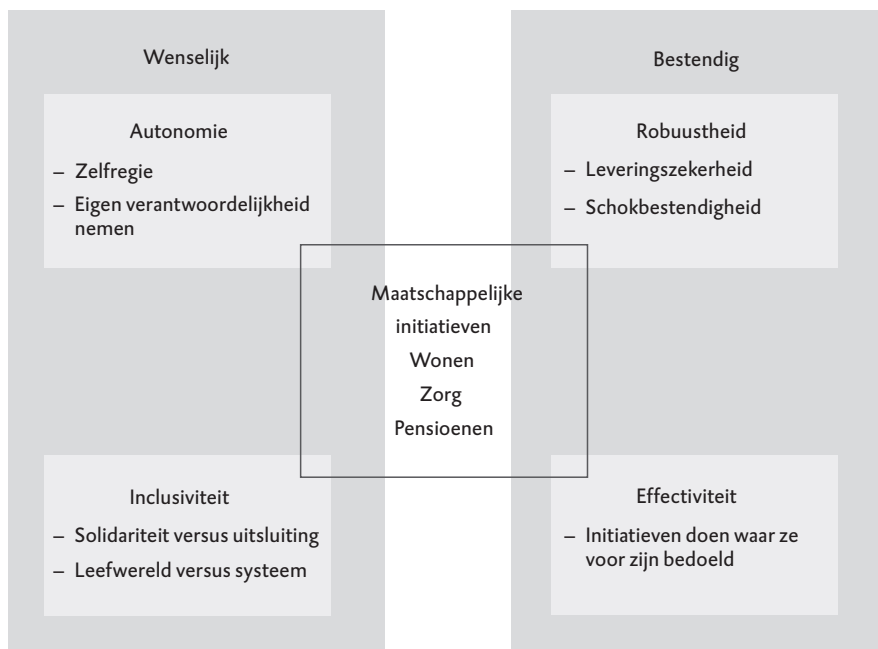 Wenselijk
Autonomie
– Zelfregie
– Eigen verantwoordelijkheid
nemen
Inclusiviteit
– Solidariteit versus uitsluiting
– Leefwereld versus systeem
Maatschappelijke
initiatieven
Wonen
Zorg
Pensioenen
Bestendig
Robuustheid
– Leveringszekerheid
– Schokbestendigheid
Effectiviteit
– Initiatieven doen waar ze
voor zijn bedoeld